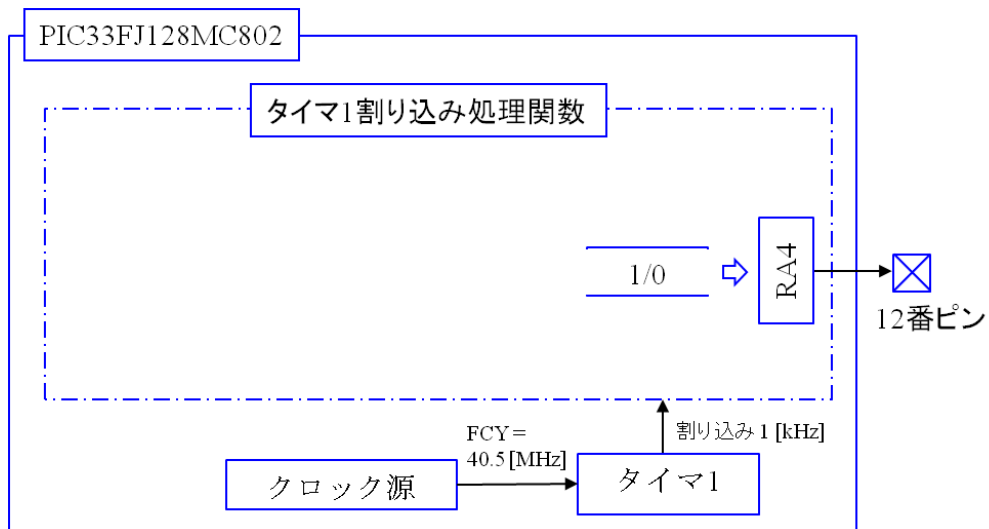 PIC33FJ128MC802
タイマ1割り込み処理関数
1/0
RA4
12番ピン
FCY =
40.5 [MHz]
割り込み 1 [kHz]
クロック源
タイマ1